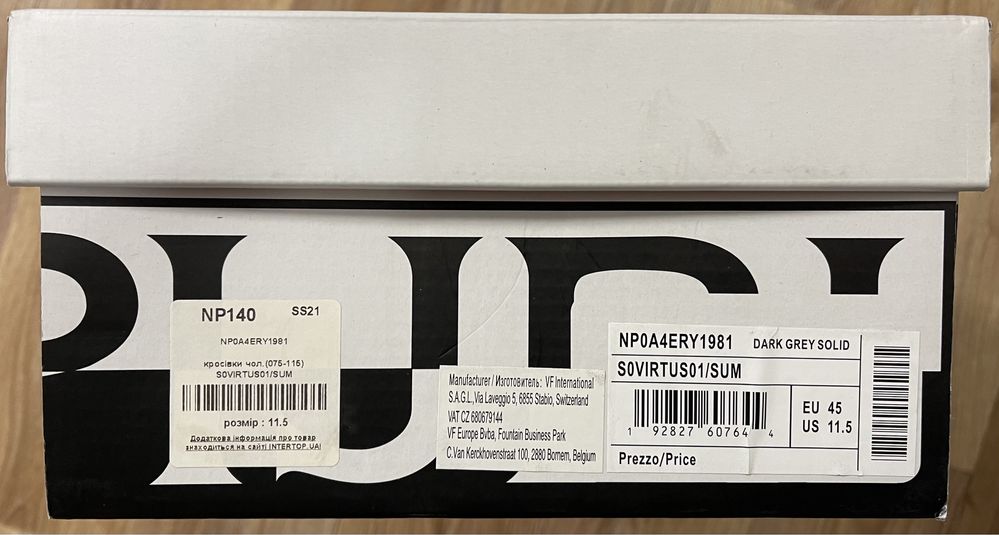 NP140 SS21
NP0A4ERY1981
кросівки чол.(075-115)
S0VIRTUS01/SUM
розмір : 11.5
Додаткова інформація про товар
знаходиться на сайті INTERTOP.UA!
Manufacturer / Изготовитель: VF International
S.A.G.L.,Via Laveggio 5, 6855 Stabio, Switzerland
VAT CZ 680679144
VF Europe Bvba, Fountain Business Park
C.Van Kerckhovenstraat 100, 2880 Bornem, Belgium
NP0A4ERY1981 DARK GREY SOLID
S0VIRTUS01/SUM
1 92827 60764 4
EU 45
US 11.5
Prezzo/Price